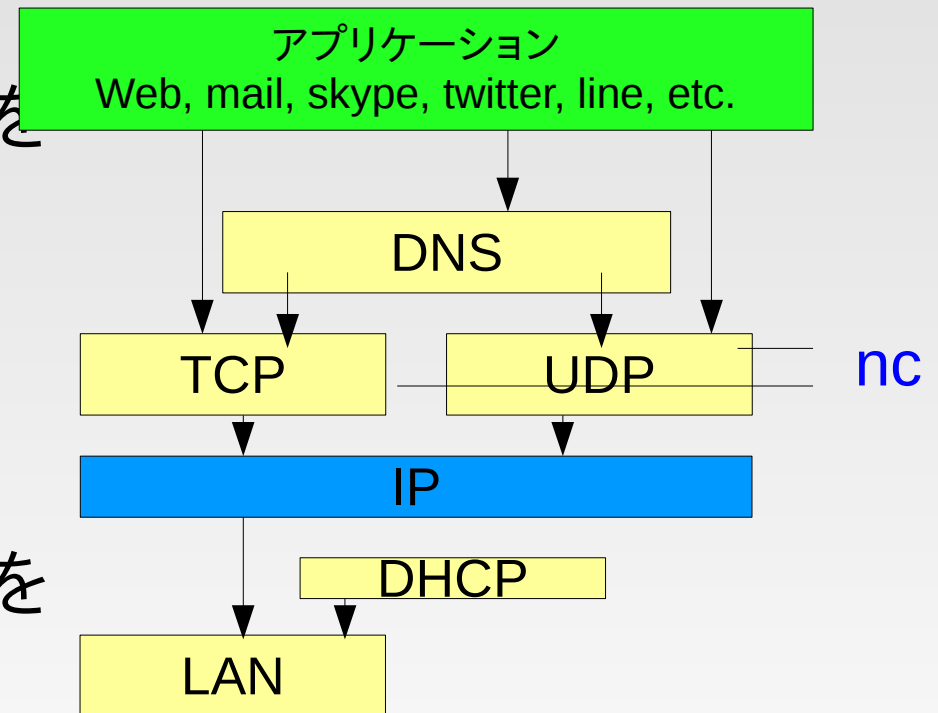 アプリケーション
Web, mail, skype, twitter, line, etc.
を
DNS
TCP
UDP
nc
IP
を
DHCP
LAN